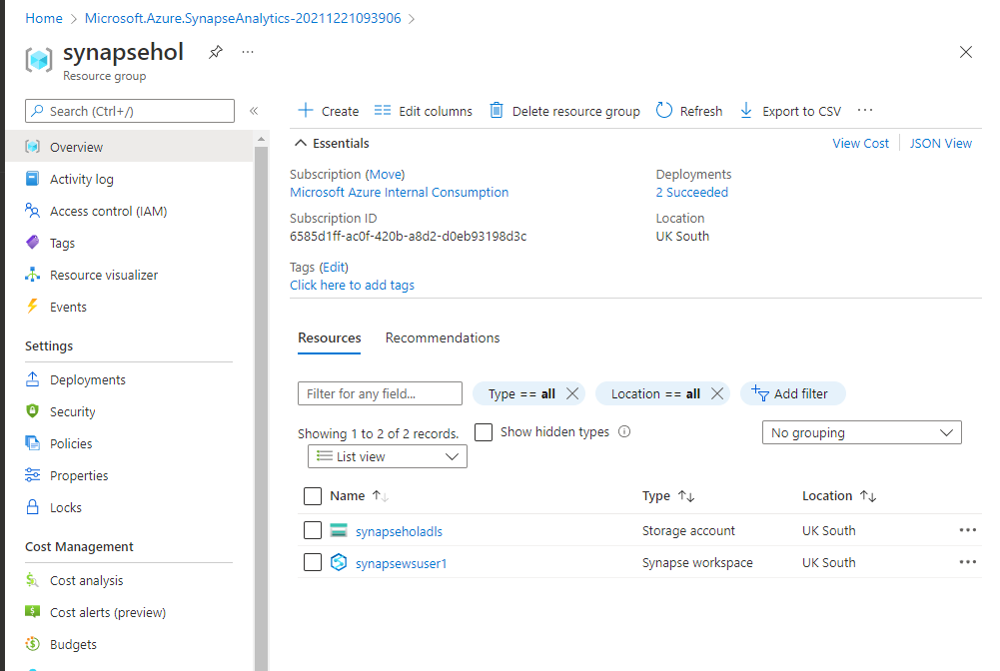 Home > Microsoft.Azure.SynapseAnalytics-20211221093906 >
synapsehol
Resource group
Search (Ctrl+/)
Overview
Activity log
Access control (IAM)
Tags
Resource visualizer
Events
Settings
Deployments
Security
Policies
Properties
Locks
Cost Management
Cost analysis
Cost alerts (preview)
Budgets
Create Edit columns Delete resource group Refresh Export to CSV
Essentials View Cost JSON View
Subscription (Move)
Microsoft Azure Internal Consumption
Subscription ID
6585d1ff-ac0f-420b-a8d2-d0eb93198d3c
Deployments
2 Succeeded
Location
UK South
Tags (Edit)
Click here to add tags
Resources Recommendations
Filter for any field... Type == all Location == all Add filter
Showing 1 to 2 of 2 records. Show hidden types No grouping
List view
Name Type Location
synapseholadls Storage account UK South
synapsewsuser1 Synapse workspace UK South